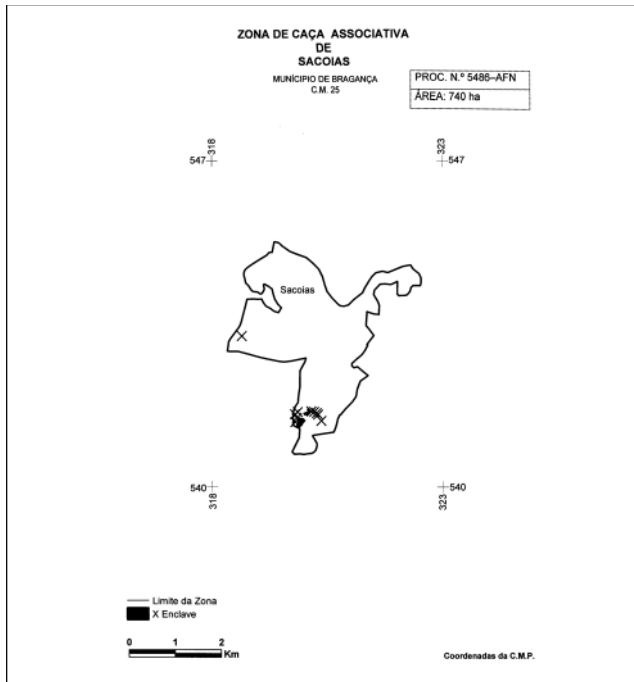 ZONA DE CAÇA ASSOCIATIVA
DE
SACOIAS
MUNÍCIPIO DE BRAGANÇA
C.M. 25
PROC. N.º 5486–AFN
ÁREA: 740 ha
318
547
323
547
Sacoias
540
318
540
323
Limite da Zona
X Enclave
0 1 2
Km
Coordenadas da C.M.P.